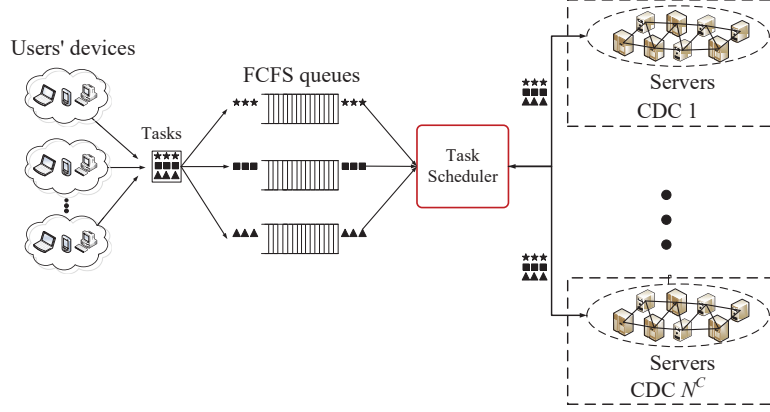 Users' devices
Tasks
FCFS queues
Task
Scheduler
Servers
CDC 1
Servers
CDC N^C